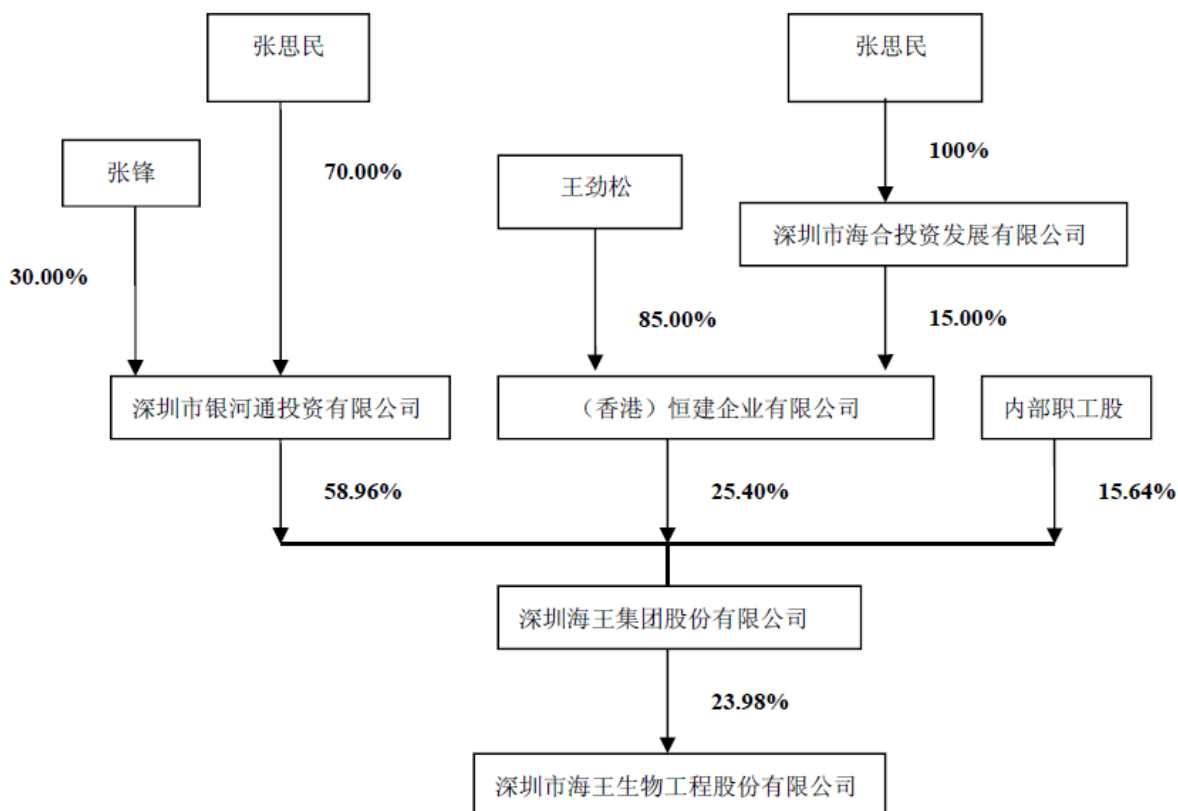 张思民
张思民
张锋
70.00%
王劲松
100%
深圳市海合投资发展有限公司
30.00%
85.00%
15.00%
深圳市银河通投资有限公司
（香港）恒建企业有限公司
内部职工股
58.96%
25.40%
15.64%
深圳海王集团股份有限公司
23.98%
深圳市海王生物工程股份有限公司